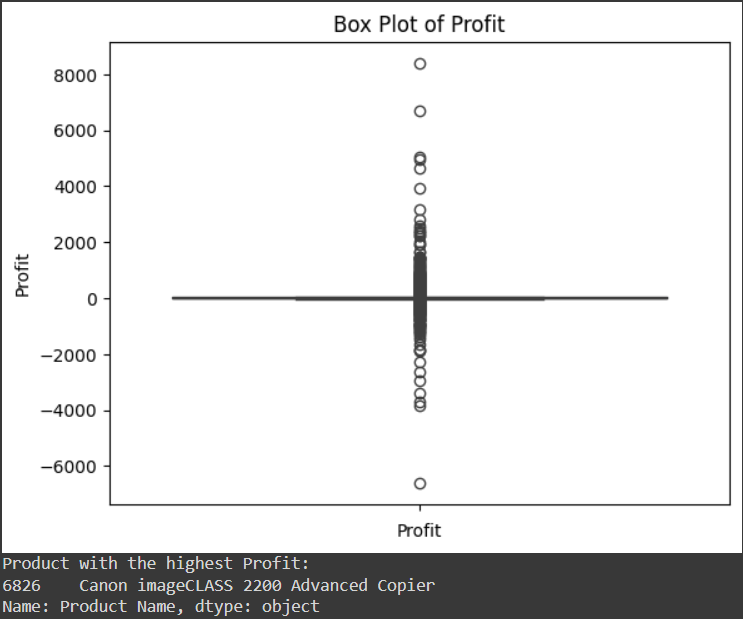 Box Plot of Profit
8000
6000
4000
2000
0
−2000
−4000
−6000
Profit
Profit
Product with the highest Profit:
6826    Canon imageCLASS 2200 Advanced Copier
Name: Product Name, dtype: object